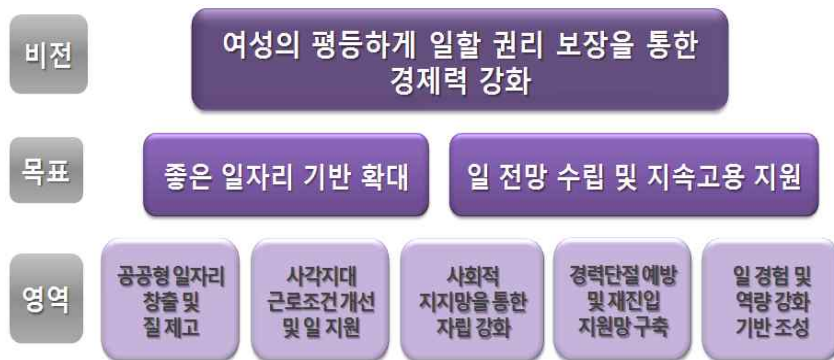 비전
여성의 평등하게 일할 권리 보장을 통한
경제력 강화
목표
좋은 일자리 기반 확대
일 전망 수립 및 지속고용 지원
영역
공공형 일자리
창출 및
질 제고
사각지대
근로조건 개선
및 일 지원
사회적
지지망을 통한
자립 강화
경력단절 예방
및 재진입
지원망 구축
일 경험 및
역량 강화
기반 조성